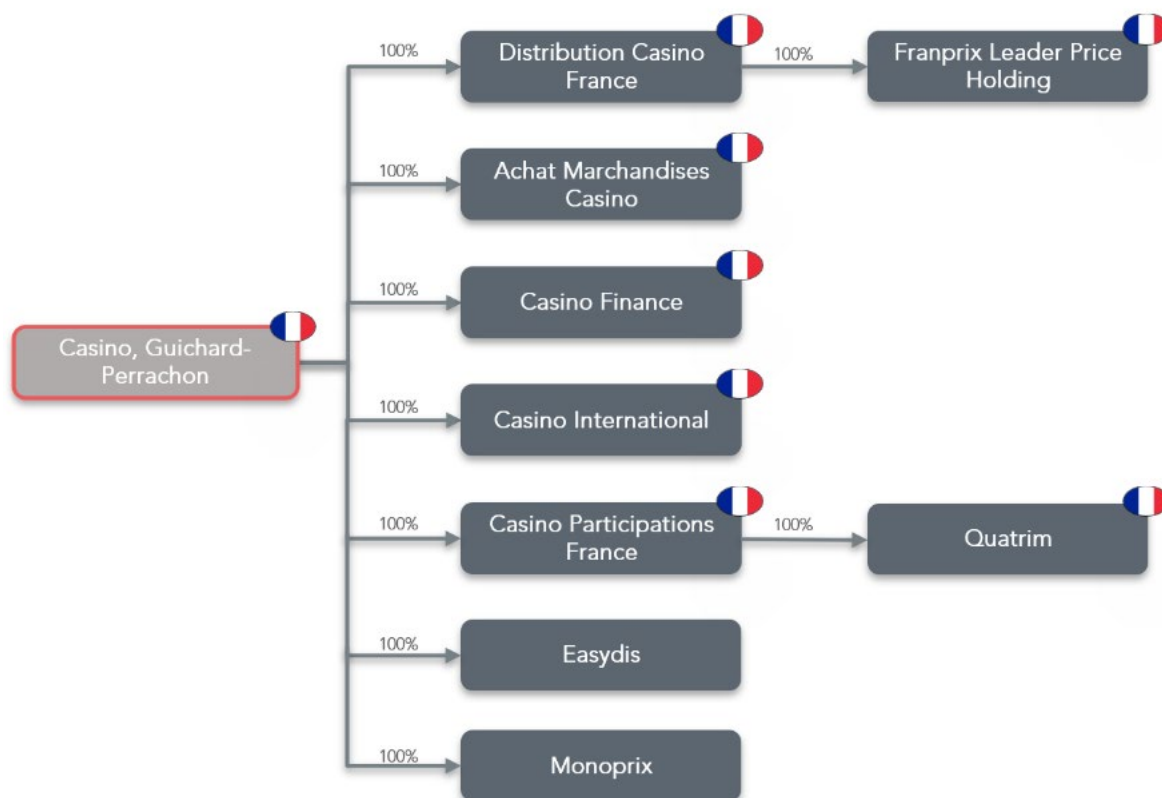 100%
Distribution Casino
France
100%
Franprix Leader Price
Holding
100%
Achat Marchandises
Casino
100%
Casino Finance
Casino, Guichard-
Perrachon
100%
Casino International
100%
Casino Participations
France
100%
Quatrim
100%
Easydis
100%
Monoprix